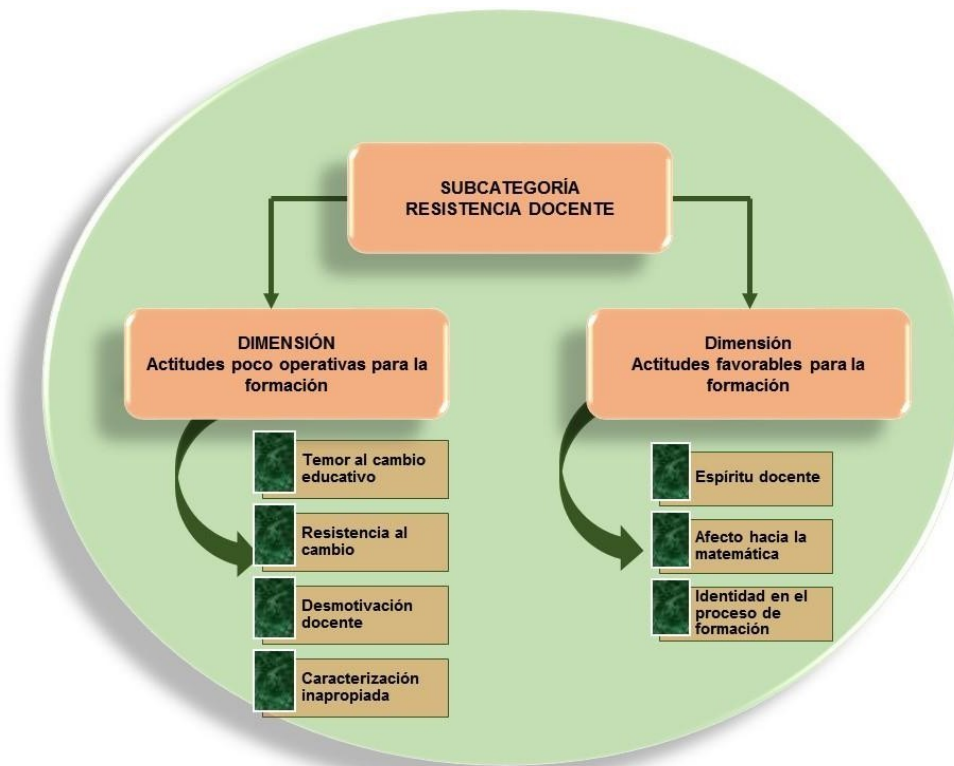 SUBCATEGORÍA
RESISTENCIA DOCENTE
DIMENSIÓN
Actitudes poco operativas para la
formación
Dimensión
Actitudes favorables para la
formación
Temor al cambio
educativo
Resistencia al
cambio
Desmotivación
docente
Caracterización
inapropiada
Espíritu docente
Afecto hacia la
matemática
Identidad en el
proceso de
formación